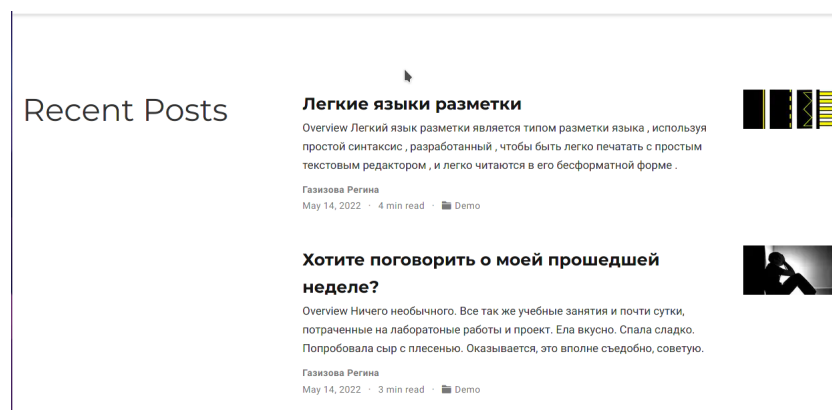 Recent Posts
Легкие языки разметки
Overview Легкий язык разметки является типом разметки языка , используя
простой синтаксис , разработанный , чтобы быть легко печатать с простым
текстовым редактором , и легко читаются в его бесформатной форме .
Газизова Регина
May 14, 2022 · 4 min read · Demo
Хотите поговорить о моей прошедшей
неделе?
Overview Ничего необычного. Все так же учебные занятия и почти сутки,
потраченные на лаборатоные работы и проект. Ела вкусно. Спала сладко.
Попробовала сыр с плесенью. Оказывается, это вполне съедобно, советую.
Газизова Регина
May 14, 2022 · 3 min read · Demo